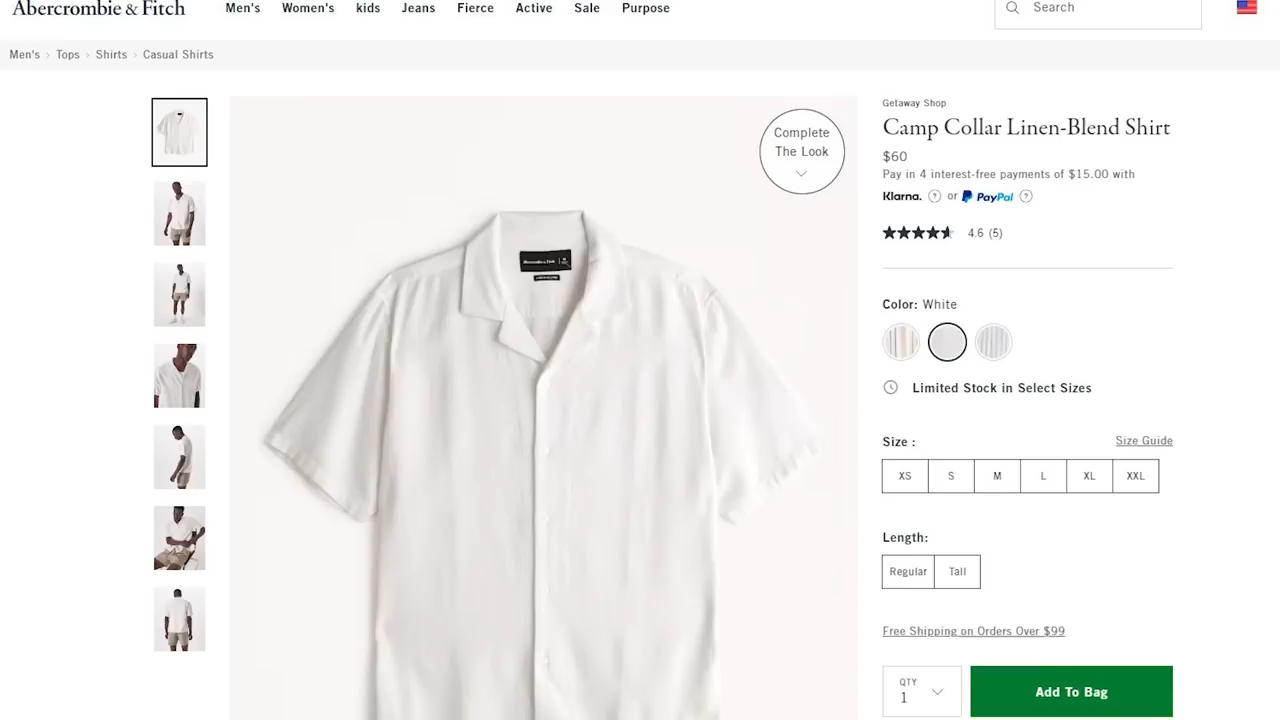 Abercrombie & Fitch
Men's Women's kids Jeans Fierce Active Sale Purpose
Search
Men's › Tops › Shirts › Casual Shirts
Complete
The Look
Getaway Shop
Camp Collar Linen-Blend Shirt
$60
Pay in 4 interest-free payments of $15.00 with
Klarna. ? or PayPal ?
4.6 (5)
Color: White
Limited Stock in Select Sizes
Size :
Size Guide
XS S M L XL XXL
Length:
Regular Tall
Free Shipping on Orders Over $99
QTY
1
Add To Bag
Abercrombie & Fitch